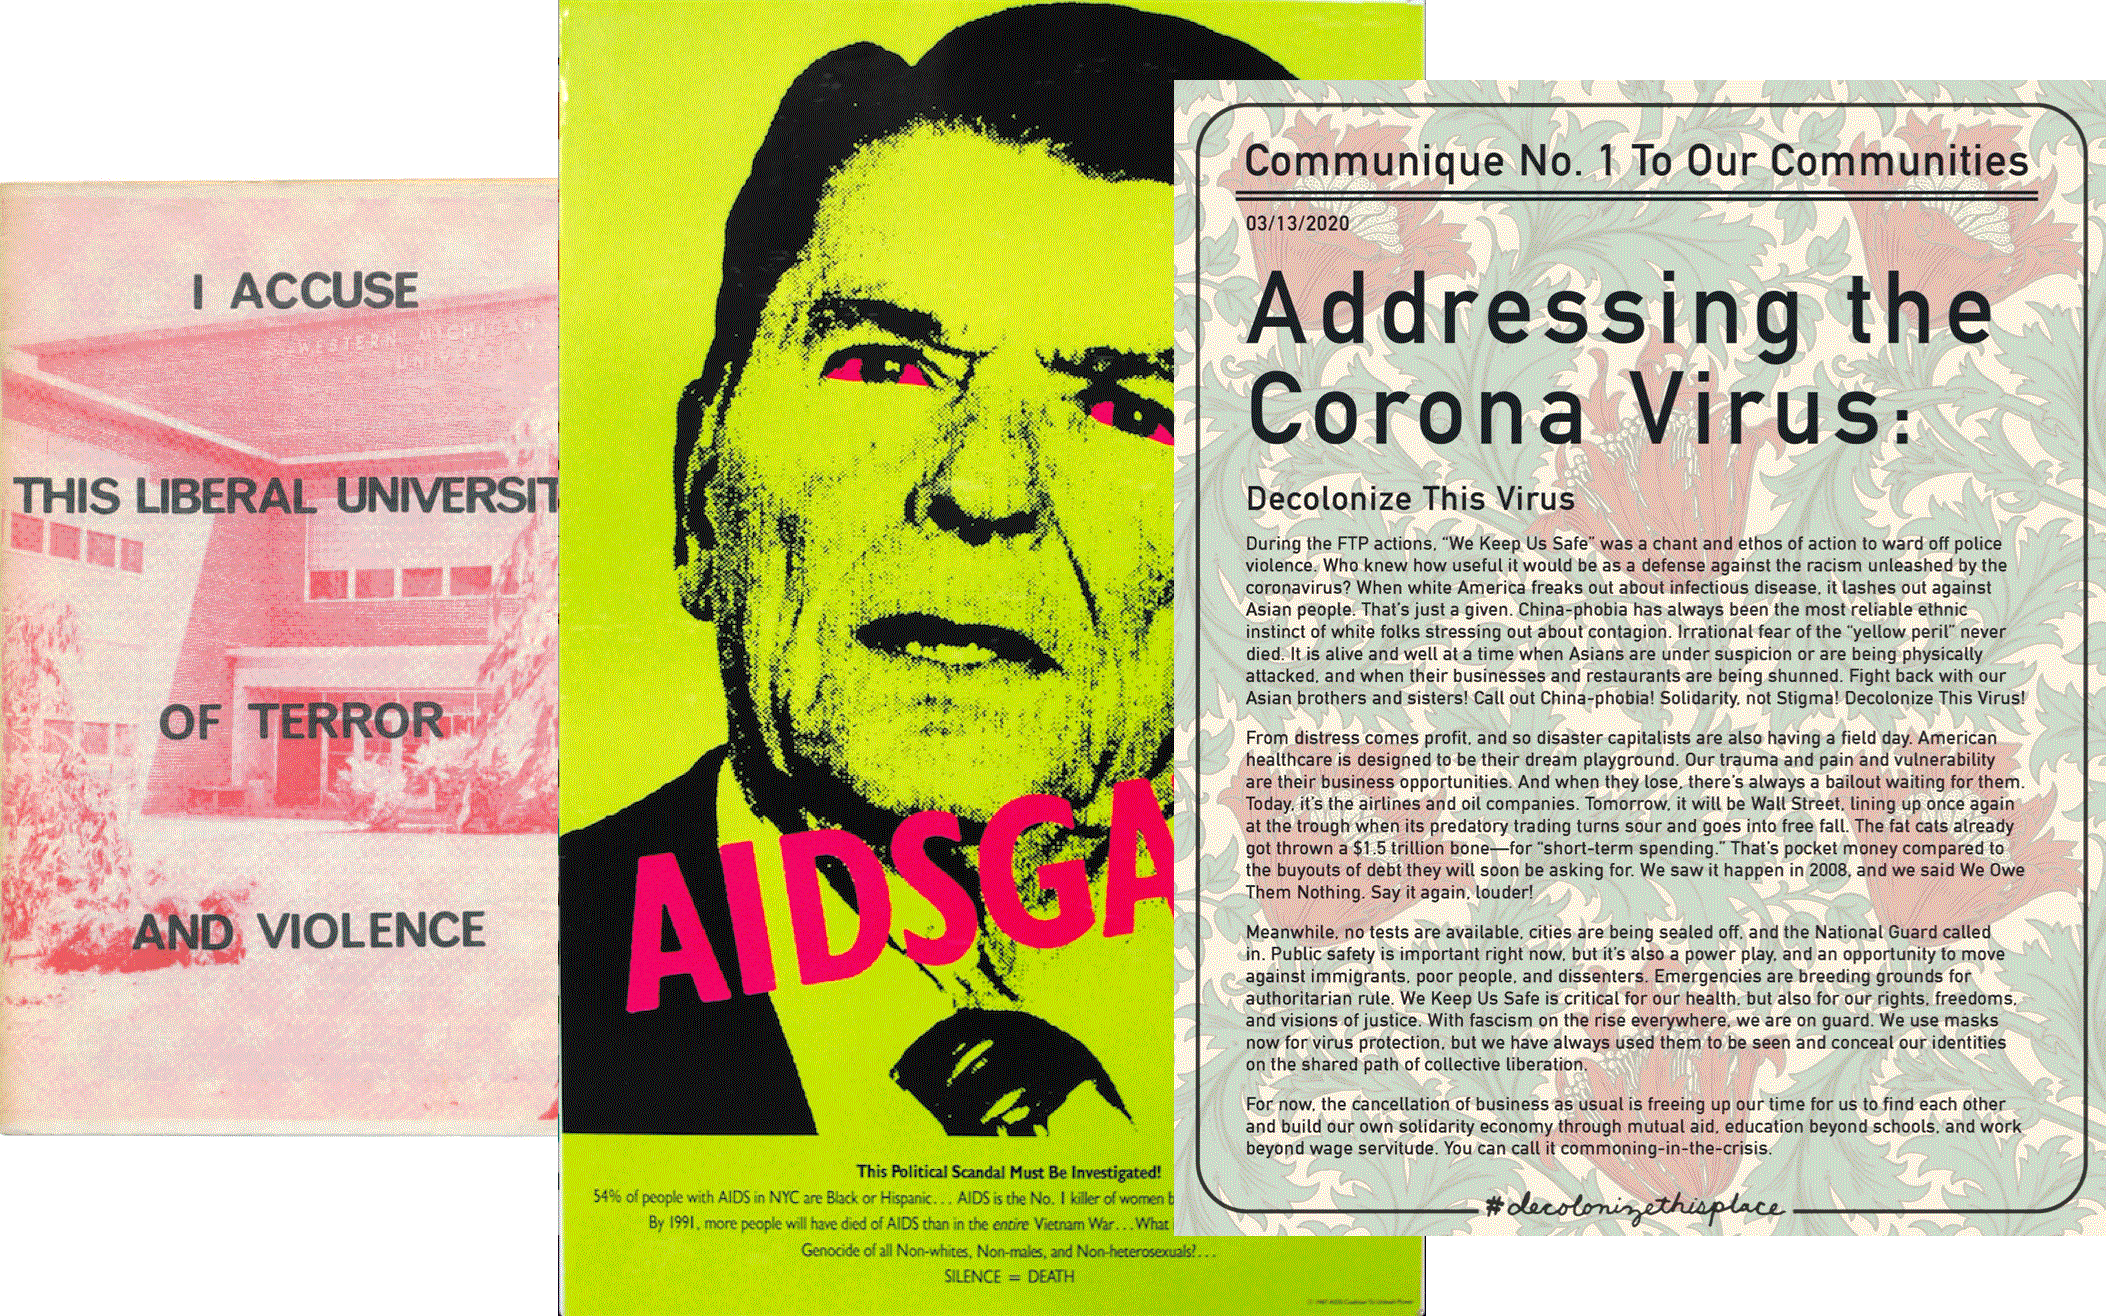 I ACCUSE
WESTERN MICHIGAN
UNIVERSITY
THIS LIBERAL UNIVERSIT
OF TERROR
AND VIOLENCE
AIDSGA
This Political Scandal Must Be Investigated!
54% of people with AIDS in NYC are Black or Hispanic... AIDS is the No. 1 killer of women b
By 1991, more people will have died of AIDS than in the entire Vietnam War...What
Genocide of all Non-whites, Non-males, and Non-heterosexuals?...
SILENCE = DEATH
Communique No. 1 To Our Communities
03/13/2020
Addressing the
Corona Virus:
Decolonize This Virus
During the FTP actions, “We Keep Us Safe” was a chant and ethos of action to ward off police
violence. Who knew how useful it would be as a defense against the racism unleashed by the
coronavirus? When white America freaks out about infectious disease, it lashes out against
Asian people. That’s just a given. China-phobia has always been the most reliable ethnic
instinct of white folks stressing out about contagion. Irrational fear of the “yellow peril” never
died. It is alive and well at a time when Asians are under suspicion or are being physically
attacked, and when their businesses and restaurants are being shunned. Fight back with our
Asian brothers and sisters! Call out China-phobia! Solidarity, not Stigma! Decolonize This Virus!
From distress comes profit, and so disaster capitalists are also having a field day. American
healthcare is designed to be their dream playground. Our trauma and pain and vulnerability
are their business opportunities. And when they lose, there’s always a bailout waiting for them.
Today, it’s the airlines and oil companies. Tomorrow, it will be Wall Street, lining up once again
at the trough when its predatory trading turns sour and goes into free fall. The fat cats already
got thrown a $1.5 trillion bone—for “short-term spending.” That’s pocket money compared to
the buyouts of debt they will soon be asking for. We saw it happen in 2008, and we said We Owe
Them Nothing. Say it again, louder!
Meanwhile, no tests are available, cities are being sealed off, and the National Guard called
in. Public safety is important right now, but it’s also a power play, and an opportunity to move
against immigrants, poor people, and dissenters. Emergencies are breeding grounds for
authoritarian rule. We Keep Us Safe is critical for our health, but also for our rights, freedoms,
and visions of justice. With fascism on the rise everywhere, we are on guard. We use masks
now for virus protection, but we have always used them to be seen and conceal our identities
on the shared path of collective liberation.
For now, the cancellation of business as usual is freeing up our time for us to find each other
and build our own solidarity economy through mutual aid, education beyond schools, and work
beyond wage servitude. You can call it commoning-in-the-crisis.
#decolonizethisplace